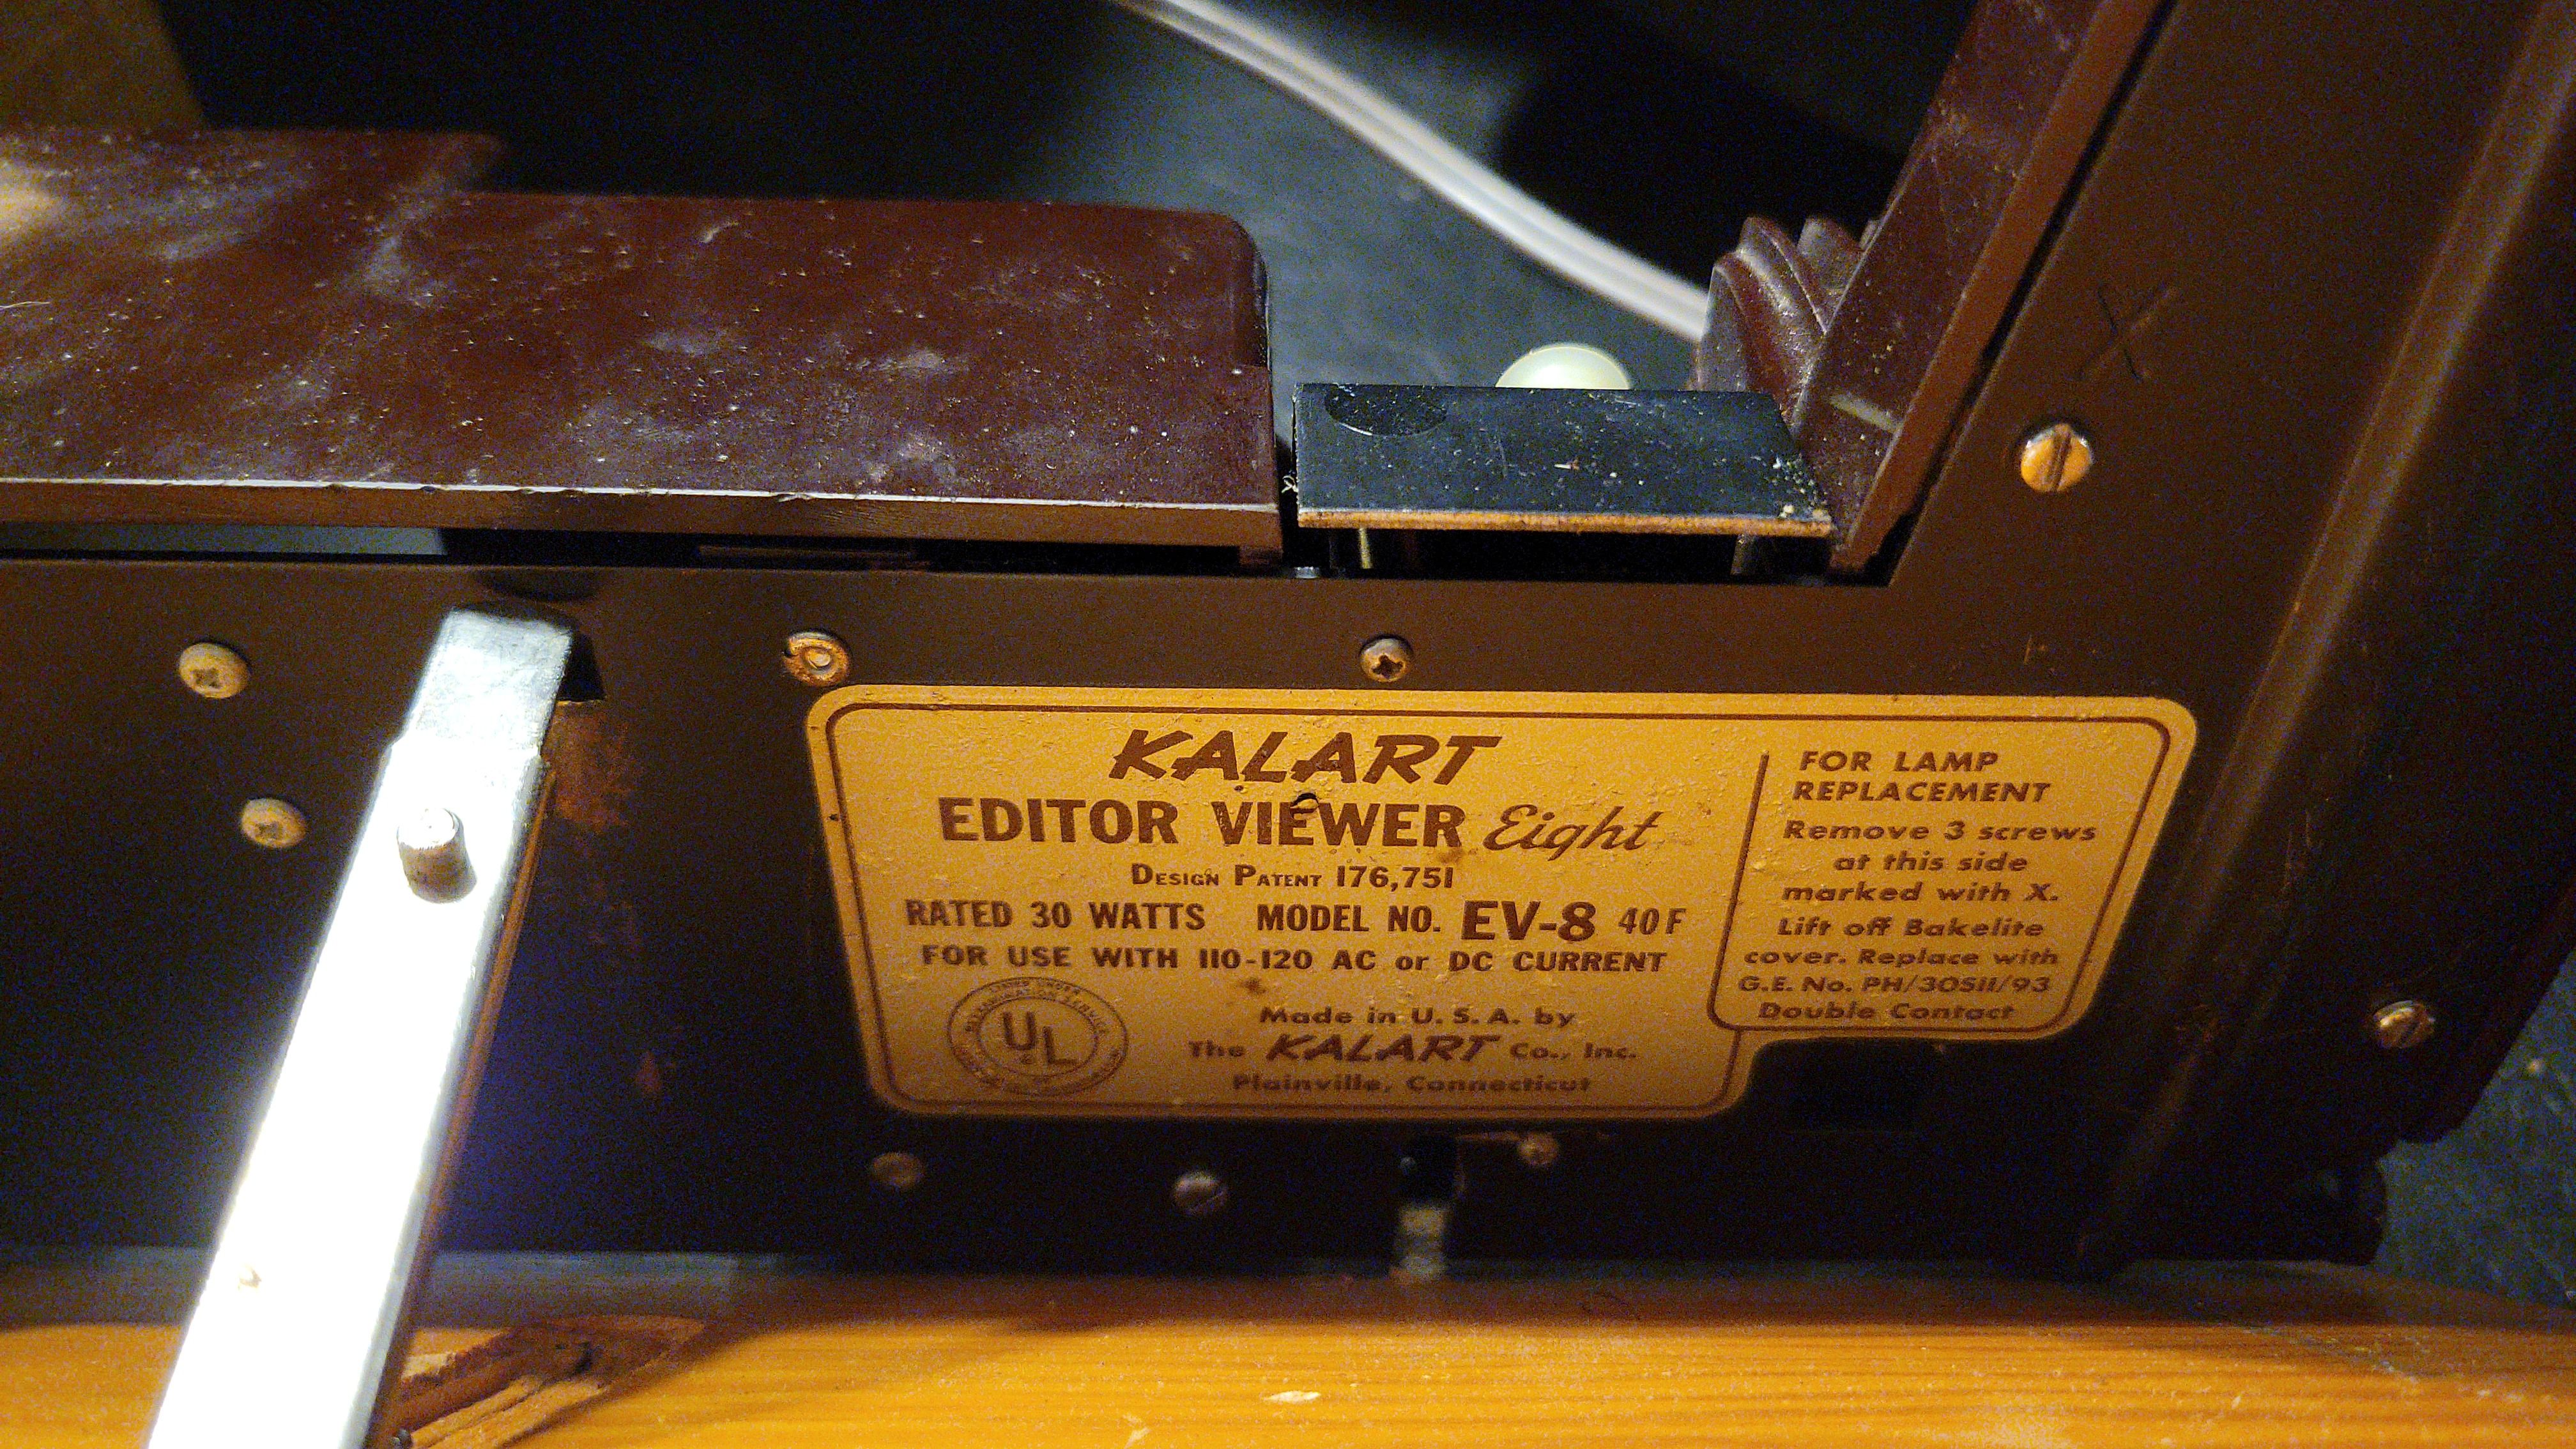 X
KALART
EDITOR VIEWER Eight
DESIGN PATENT 176,751
RATED 30 WATTS MODEL NO. EV-8 40F
FOR USE WITH 110-120 AC or DC CURRENT
UL
Made in U.S.A. by
The KALART Co., Inc.
Plainville, Connecticut
FOR LAMP
REPLACEMENT
Remove 3 screws
at this side
marked with X.
Lift off Bakelite
cover. Replace with
G.E. No. PH/30S11/93
Double Contact